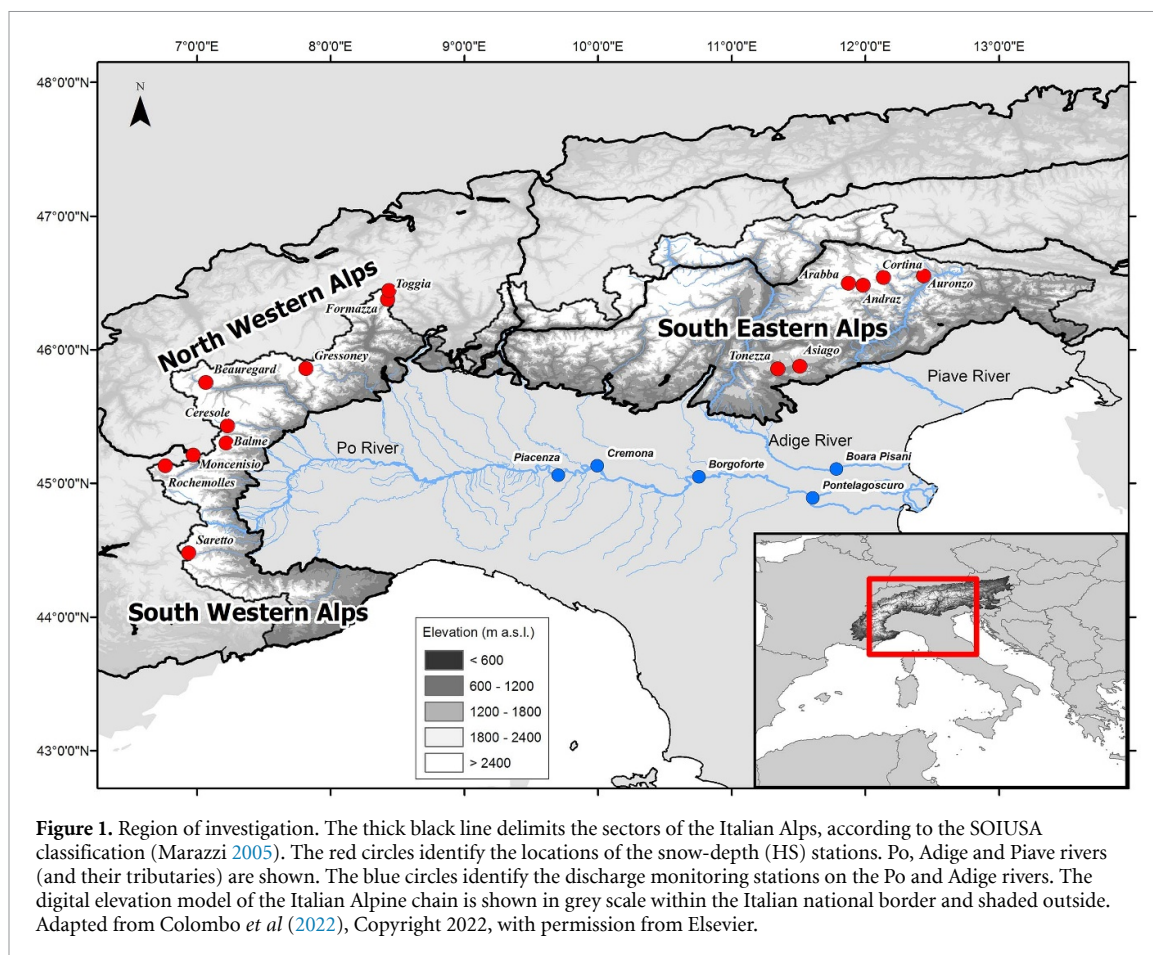 7°0'0"E 8°0'0"E 9°0'0"E 10°0'0"E 11°0'0"E 12°0'0"E 13°0'0"E
48°0'0"N
47°0'0"N
46°0'0"N
45°0'0"N
44°0'0"N
43°0'0"N
N
North Western Alps
Toggia
Formazza
Gressoney
Beauregard
Ceresole
Balme
Moncenisio
Rochemolles
Saretto
South Western Alps
Cortina
Arabba
Auronzo
Andraz
South Eastern Alps
Tonezza
Asiago
Piave River
Adige River
Po River
Piacenza
Cremona
Borgoforte
Boara Pisani
Pontelagoscuro
Elevation (m a.s.l.)
< 600
600 - 1200
1200 - 1800
1800 - 2400
> 2400
Figure 1. Region of investigation. The thick black line delimits the sectors of the Italian Alps, according to the SOIUSA
classification (Marazzi 2005). The red circles identify the locations of the snow-depth (HS) stations. Po, Adige and Piave rivers
(and their tributaries) are shown. The blue circles identify the discharge monitoring stations on the Po and Adige rivers. The
digital elevation model of the Italian Alpine chain is shown in grey scale within the Italian national border and shaded outside.
Adapted from Colombo et al (2022), Copyright 2022, with permission from Elsevier.